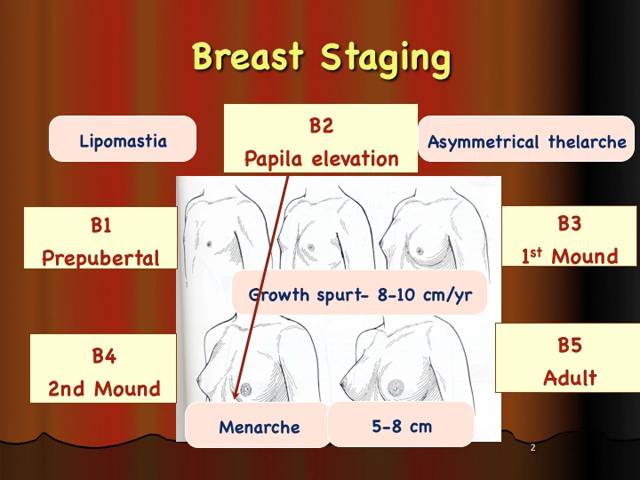 Breast Staging
Lipomastia
B2
Papila elevation
Asymmetrical thelarche
B1
Prepubertal
B3
1st Mound
Growth spurt- 8-10 cm/yr
B4
2nd Mound
B5
Adult
Menarche
5-8 cm
2